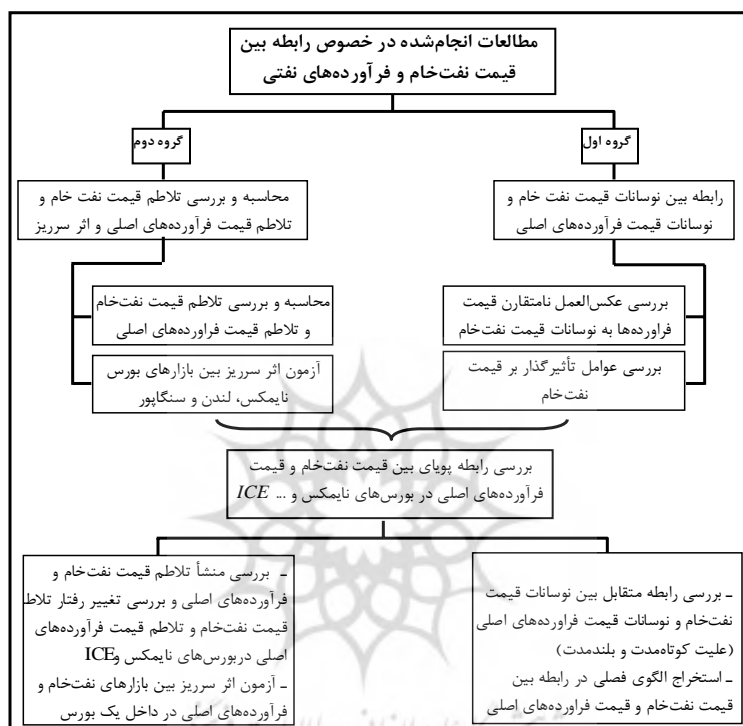 مطالعات انجام‌شده در خصوص رابطه بین
قیمت نفت‌خام و فرآورده‌های نفتی
گروه اول
گروه دوم
رابطه بین نوسانات قیمت نفت خام و
نوسانات قیمت فرآورده‌های اصلی
محاسبه و بررسی تلاطم قیمت نفت خام و
تلاطم قیمت فرآورده‌های اصلی و اثر سرریز
بررسی عکس‌العمل نامتقارن قیمت
فراورده‌ها به نوسانات قیمت نفت‌خام
بررسی عوامل تأثیرگذار بر قیمت
نفت‌خام
محاسبه و بررسی تلاطم قیمت نفت‌خام
و تلاطم قیمت فراورده‌های اصلی
آزمون اثر سرریز بین بازارهای بورس
نایمکس، لندن و سنگاپور
بررسی رابطه پویای بین قیمت نفت‌خام و قیمت
فرآورده‌های اصلی در بورس‌های نایمکس و ... ICE
ـ بررسی رابطه متقابل بین نوسانات قیمت
نفت‌خام و نوسانات قیمت فراورده‌های اصلی
(علیت کوتاه‌مدت و بلندمدت)
ـ استخراج الگوی فصلی در رابطه بین
قیمت نفت‌خام و قیمت فراورده‌های اصلی
ـ بررسی منشأ تلاطم قیمت نفت‌خام و
فرآورده‌های اصلی و بررسی تغییر رفتار تلاط
قیمت نفت‌خام و تلاطم قیمت فرآورده‌های
اصلی دربورس‌های نایمکس وICE
ـ آزمون اثر سرریز بین بازارهای نفت‌خام و
فرآورده‌های اصلی در داخل یک بورس